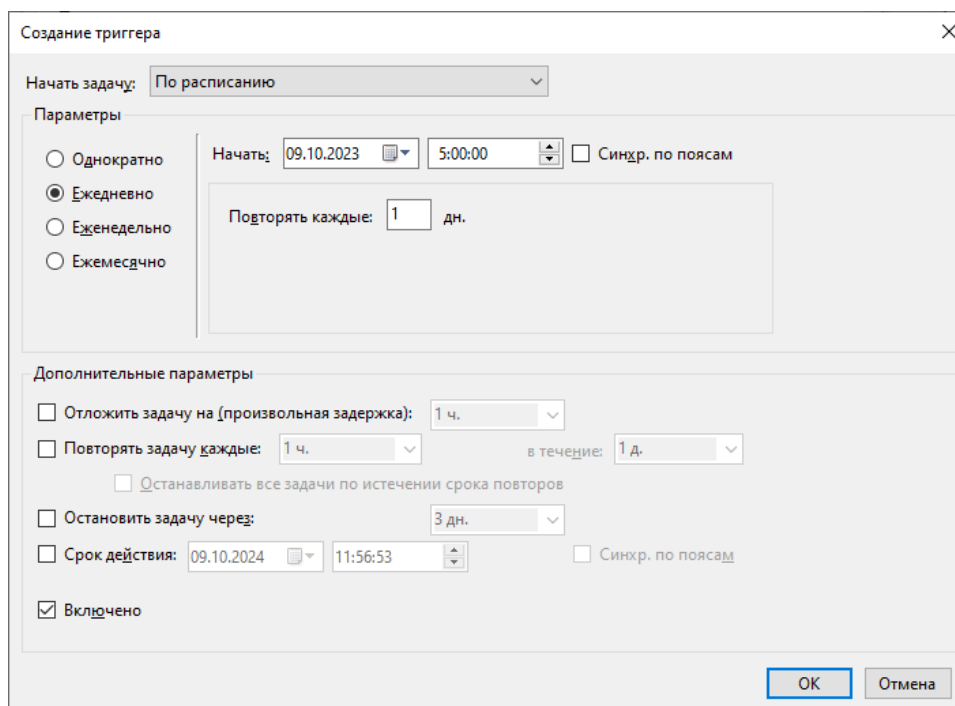 Создание триггера
Начать задачу: По расписанию
Параметры
Однократно
Ежедневно
Еженедельно
Ежемесячно
Начать: 09.10.2023 5:00:00 Синхр. по поясам
Повторять каждые: 1 дн.
Дополнительные параметры
Отложить задачу на (произвольная задержка): 1 ч.
Повторять задачу каждые: 1 ч. в течение: 1 д.
Останавливать все задачи по истечении срока повторов
Остановить задачу через: 3 дн.
Срок действия: 09.10.2024 11:56:53 Синхр. по поясам
Включено
ОК Отмена